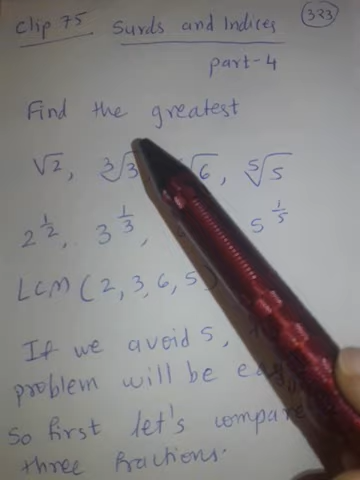 Clip 75 Surds and Indices 323
part-4
Find the greatest
√2, ∛3 √6, ⁵√5
2^1/2, 3^1/3, 5^1/5
LCM (2, 3, 6, 5)
If we avoid 5,
problem will be easy
So first let's compare
three fractions.